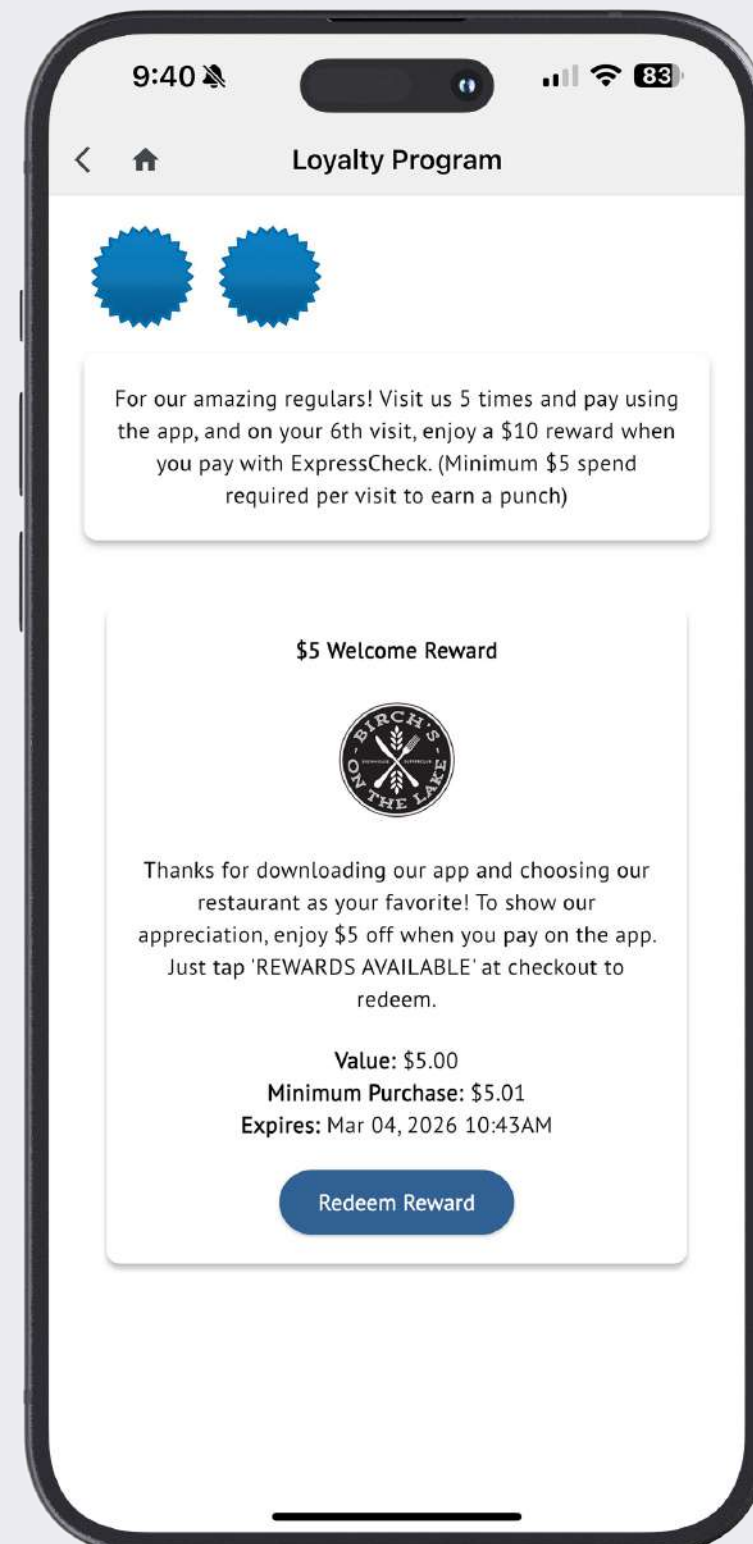 9:40
83
Loyalty Program
For our amazing regulars! Visit us 5 times and pay using
the app, and on your 6th visit, enjoy a $10 reward when
you pay with ExpressCheck. (Minimum $5 spend
required per visit to earn a punch)
$5 Welcome Reward
BIRCH'S
ON THE LAKE
Thanks for downloading our app and choosing our
restaurant as your favorite! To show our
appreciation, enjoy $5 off when you pay on the app.
Just tap 'REWARDS AVAILABLE' at checkout to
redeem.
Value: $5.00
Minimum Purchase: $5.01
Expires: Mar 04, 2026 10:43AM
Redeem Reward